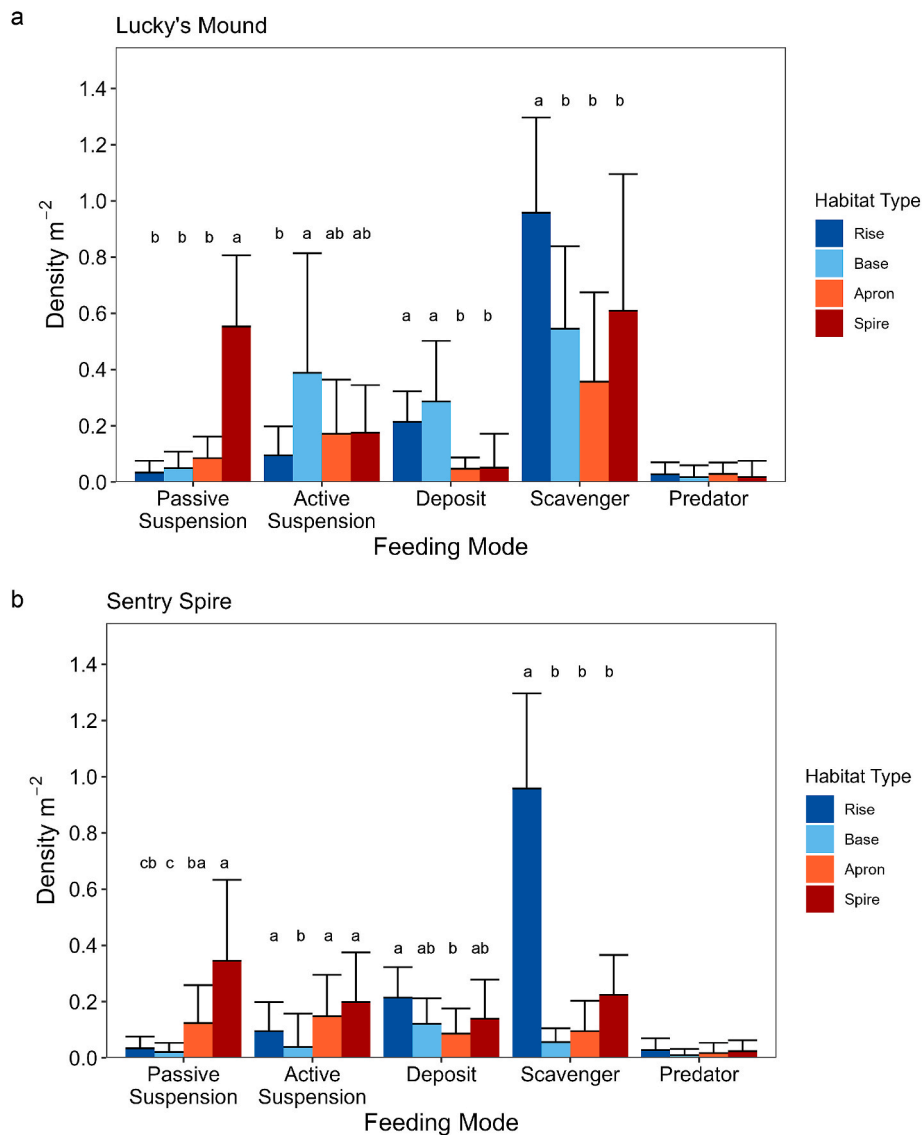 a
Lucky's Mound
Density m⁻²
1.4
1.2
1.0
0.8
0.6
0.4
0.2
0.0
b b b a
b a ab ab
a a b b
a b b b
Passive Suspension
Active Suspension
Deposit
Scavenger
Predator
Feeding Mode
Habitat Type
Rise
Base
Apron
Spire
b
Sentry Spire
Density m⁻²
1.4
1.2
1.0
0.8
0.6
0.4
0.2
0.0
cb c ba a
a b a a
a ab b ab
a b b b
Passive Suspension
Active Suspension
Deposit
Scavenger
Predator
Feeding Mode
Habitat Type
Rise
Base
Apron
Spire